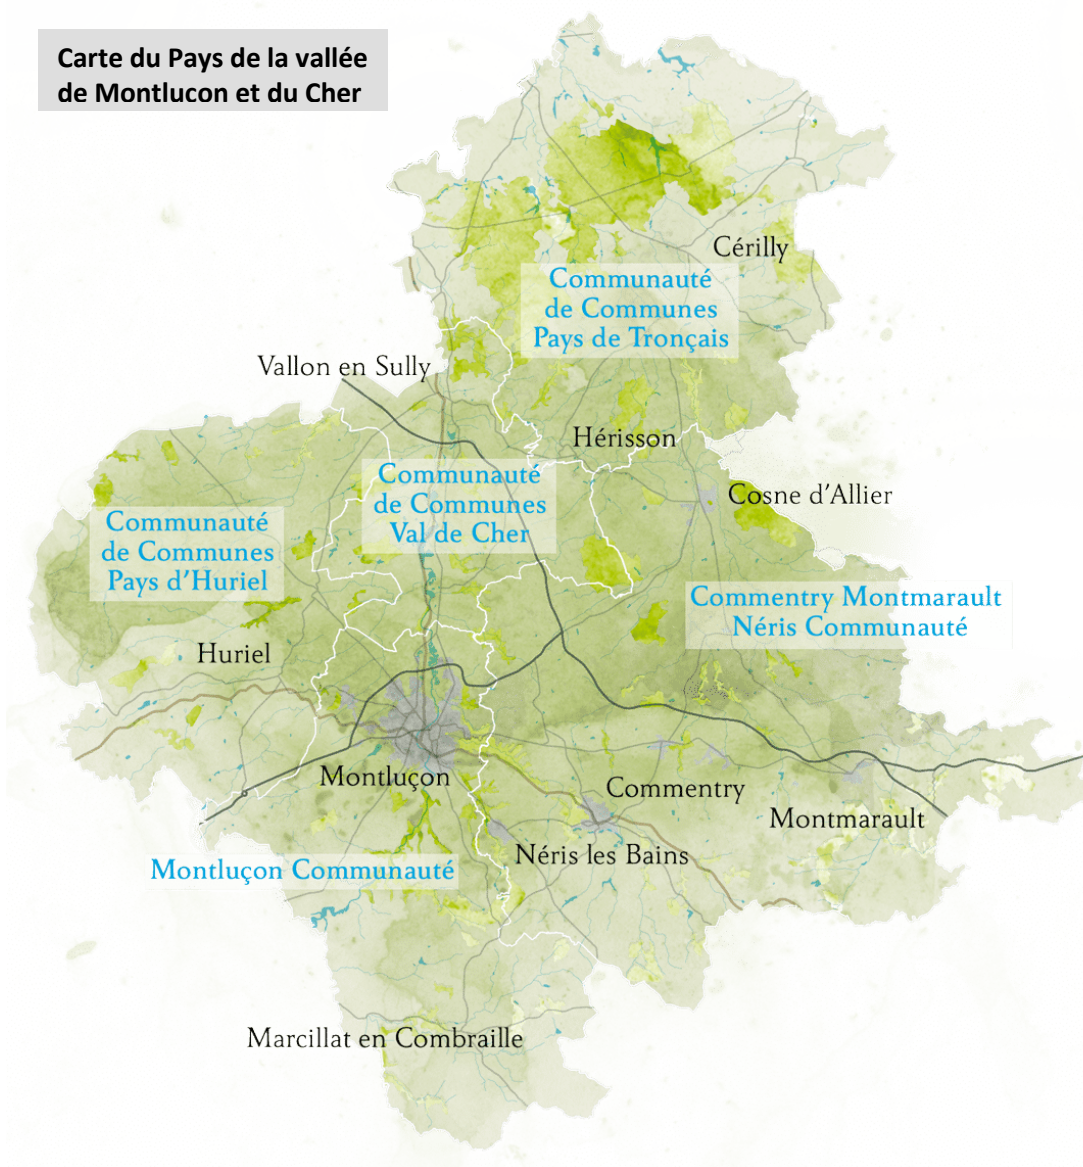 Carte du Pays de la vallée
de Montlucon et du Cher
Cérilly
Communauté
de Communes
Pays de Tronçais
Vallon en Sully
Hérisson
Communauté
de Communes
Val de Cher
Cosne d'Allier
Communauté
de Communes
Pays d'Huriel
Commentry Montmarault
Néris Communauté
Huriel
Montluçon
Commentry
Montmarault
Néris les Bains
Montluçon Communauté
Marcillat en Combraille